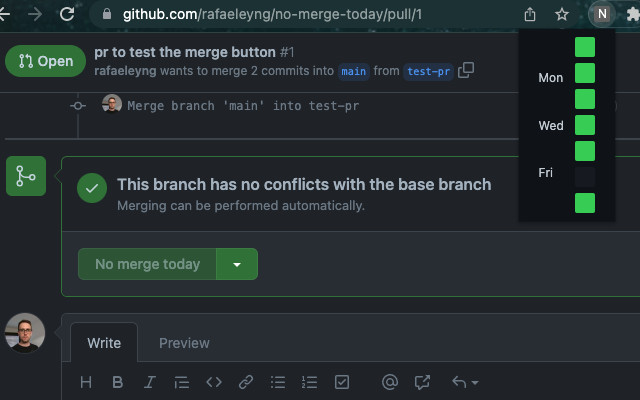 github.com/rafaeleyng/no-merge-today/pull/1
N
Open
pr to test the merge button #1
rafaeleyng wants to merge 2 commits into main from test-pr
Mon
Wed
Fri
Merge branch 'main' into test-pr
This branch has no conflicts with the base branch
Merging can be performed automatically.
No merge today
Write
Preview
H B I